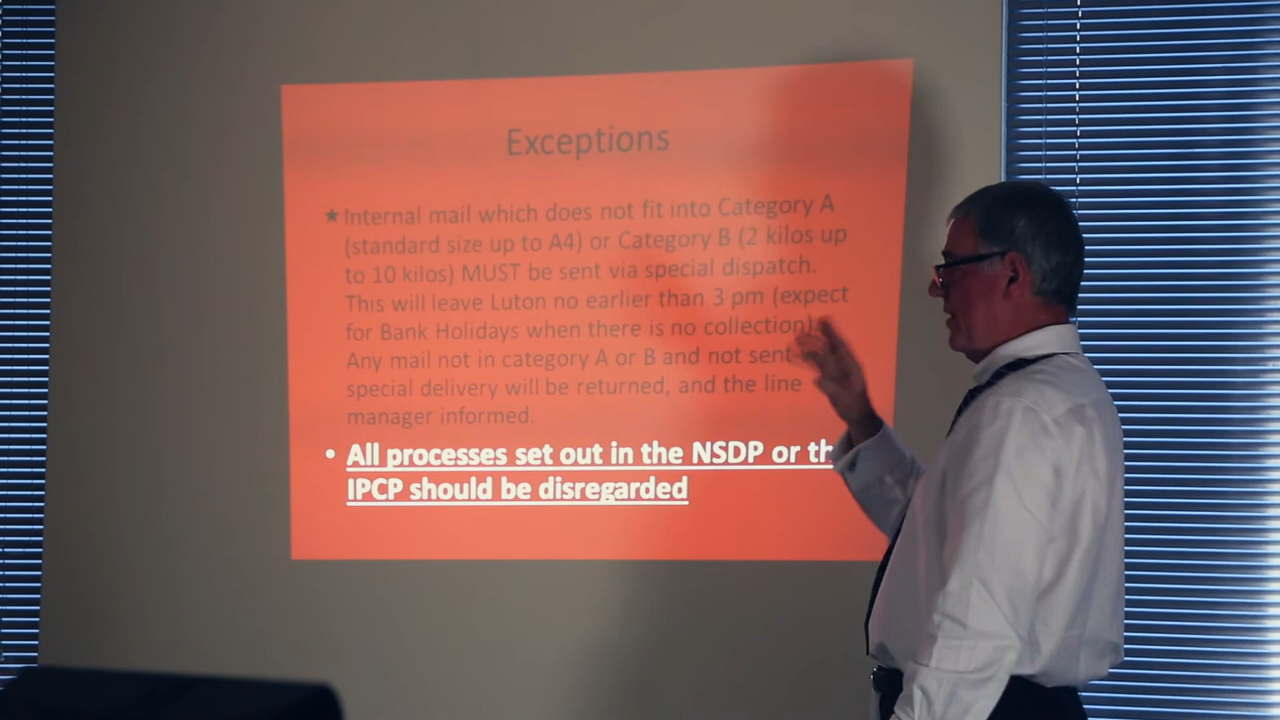 Exceptions
★ Internal mail which does not fit into Category A
(standard size up to A4) or Category B (2 kilos up
to 10 kilos) MUST be sent via special dispatch.
This will leave Luton no earlier than 3 pm (expect
for Bank Holidays when there is no collection).
Any mail not in category A or B and not sent
special delivery will be returned, and the line
manager informed.
• All processes set out in the NSDP or th
IPCP should be disregarded